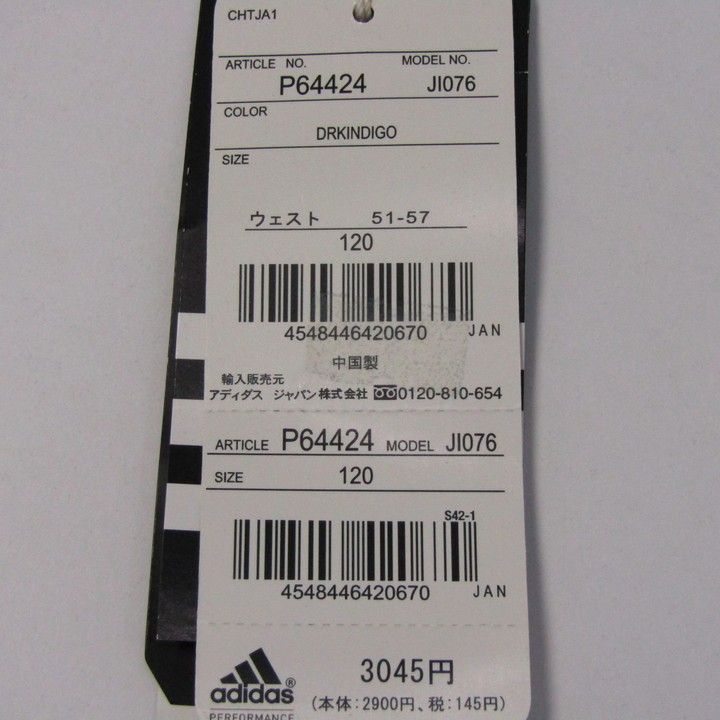 CHTJA1
ARTICLE NO. MODEL NO.
P64424 JI076
COLOR
DRKINDIGO
SIZE
ウェスト 51-57
120
4548446420670 JAN
中国製
輸入販売元
アディダス ジャパン株式会社 0120-810-654
ARTICLE P64424 MODEL JI076
SIZE 120
S42-1
4548446420670 JAN
adidas® 3045円
PERFORMANCE (本体:2900円、税:145円)